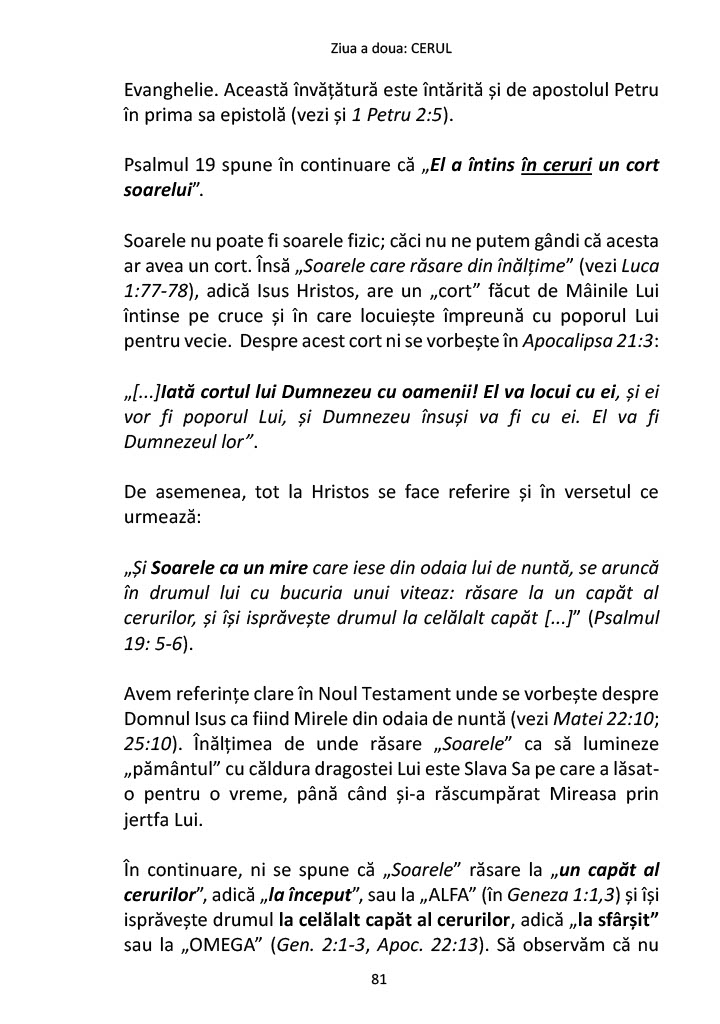 Ziua a doua: CERUL
Evanghelie. Această învățătură este întărită și de apostolul Petru
în prima sa epistolă (vezi și 1 Petru 2:5).
Psalmul 19 spune în continuare că „El a întins în ceruri un cort
soarelui”.
Soarele nu poate fi soarele fizic; căci nu ne putem gândi că acesta
ar avea un cort. Însă „Soarele care răsare din înălțime” (vezi Luca
1:77-78), adică Isus Hristos, are un „cort” făcut de Mâinile Lui
întinse pe cruce și în care locuiește împreună cu poporul Lui
pentru vecie. Despre acest cort ni se vorbește în Apocalipsa 21:3:
„[...]Iată cortul lui Dumnezeu cu oamenii! El va locui cu ei, și ei
vor fi poporul Lui, și Dumnezeu însuși va fi cu ei. El va fi
Dumnezeul lor”.
De asemenea, tot la Hristos se face referire și în versetul ce
urmează:
„Și Soarele ca un mire care iese din odaia lui de nuntă, se aruncă
în drumul lui cu bucuria unui viteaz: răsare la un capăt al
cerurilor, și își isprăvește drumul la celălalt capăt [...]” (Psalmul
19: 5-6).
Avem referințe clare în Noul Testament unde se vorbește despre
Domnul Isus ca fiind Mirele din odaia de nuntă (vezi Matei 22:10;
25:10). Înălțimea de unde răsare „Soarele” ca să lumineze
„pământul” cu căldura dragostei Lui este Slava Sa pe care a lăsat-
o pentru o vreme, până când și-a răscumpărat Mireasa prin
jertfa Lui.
În continuare, ni se spune că „Soarele” răsare la „un capăt al
cerurilor”, adică „la început”, sau la „ALFA” (în Geneza 1:1,3) și își
isprăvește drumul la celălalt capăt al cerurilor, adică „la sfârșit”
sau la „OMEGA” (Gen. 2:1-3, Apoc. 22:13). Să observăm că nu
81